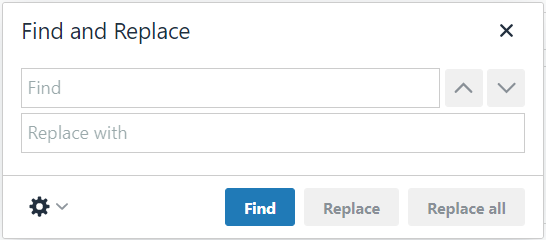 Find and Replace
Find
Replace with
Find Replace Replace all